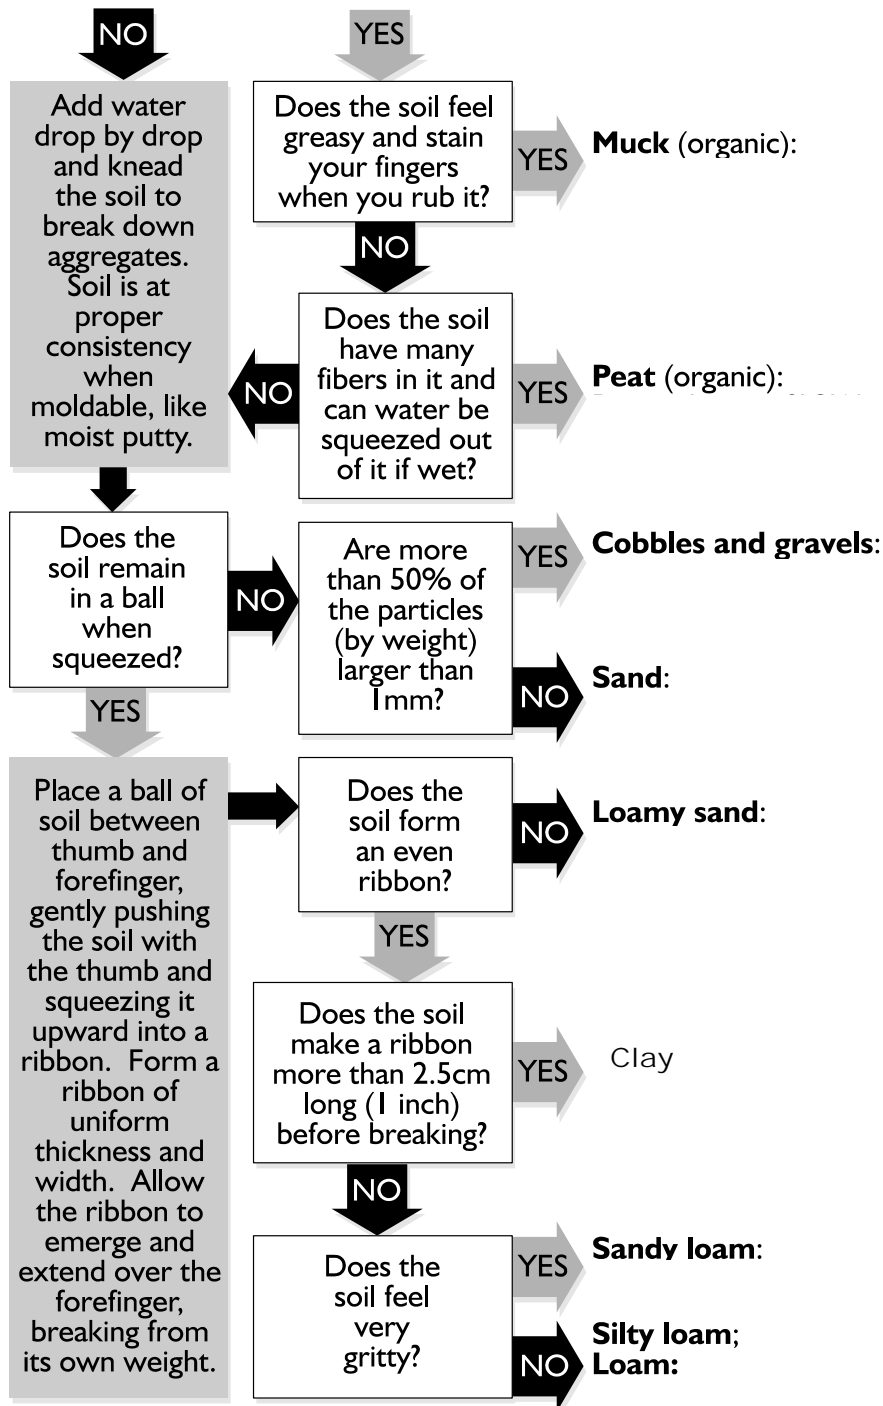 NO
YES
Add water
drop by drop
and knead
the soil to
break down
aggregates.
Soil is at
proper
consistency
when
moldable, like
moist putty.
Does the soil feel
greasy and stain
your fingers
when you rub it?
YES
Muck (organic):
NO
Does the soil
have many
fibers in it and
can water be
squeezed out
of it if wet?
NO
YES
Peat (organic):
Does the
soil remain
in a ball
when
squeezed?
NO
Are more
than 50% of
the particles
(by weight)
larger than
1mm?
YES
Cobbles and gravels:
NO
Sand:
YES
Place a ball of
soil between
thumb and
forefinger,
gently pushing
the soil with
the thumb and
squeezing it
upward into a
ribbon. Form a
ribbon of
uniform
thickness and
width. Allow
the ribbon to
emerge and
extend over the
forefinger,
breaking from
its own weight.
Does the
soil form
an even
ribbon?
NO
Loamy sand:
YES
Does the soil
make a ribbon
more than 2.5cm
long (1 inch)
before breaking?
YES
Clay
NO
Does the
soil feel
very
gritty?
YES
Sandy loam:
NO
Silty loam;
Loam: